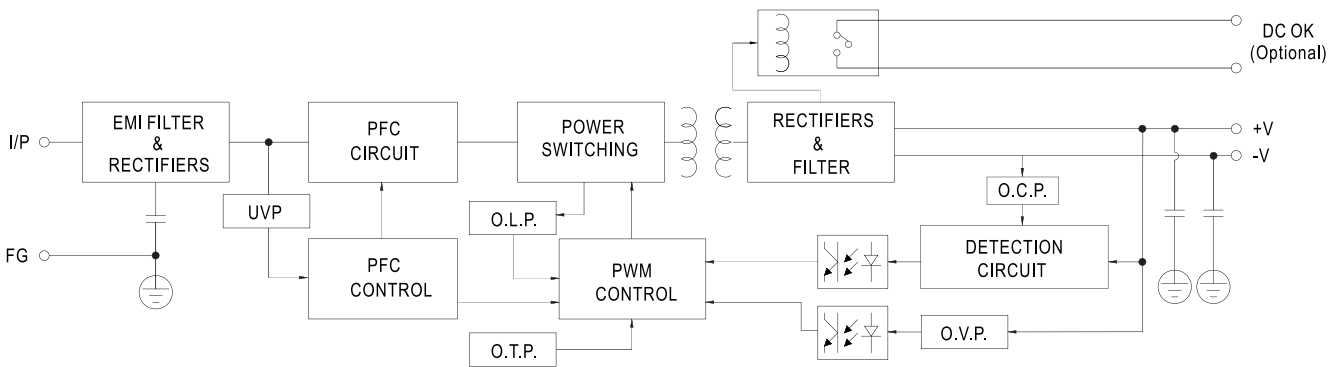 DC OK
(Optional)
I/P
EMI FILTER
&
RECTIFIERS
PFC
CIRCUIT
POWER
SWITCHING
RECTIFIERS
&
FILTER
+V
-V
UVP
O.L.P.
O.C.P.
FG
PFC
CONTROL
PWM
CONTROL
DETECTION
CIRCUIT
O.T.P.
O.V.P.